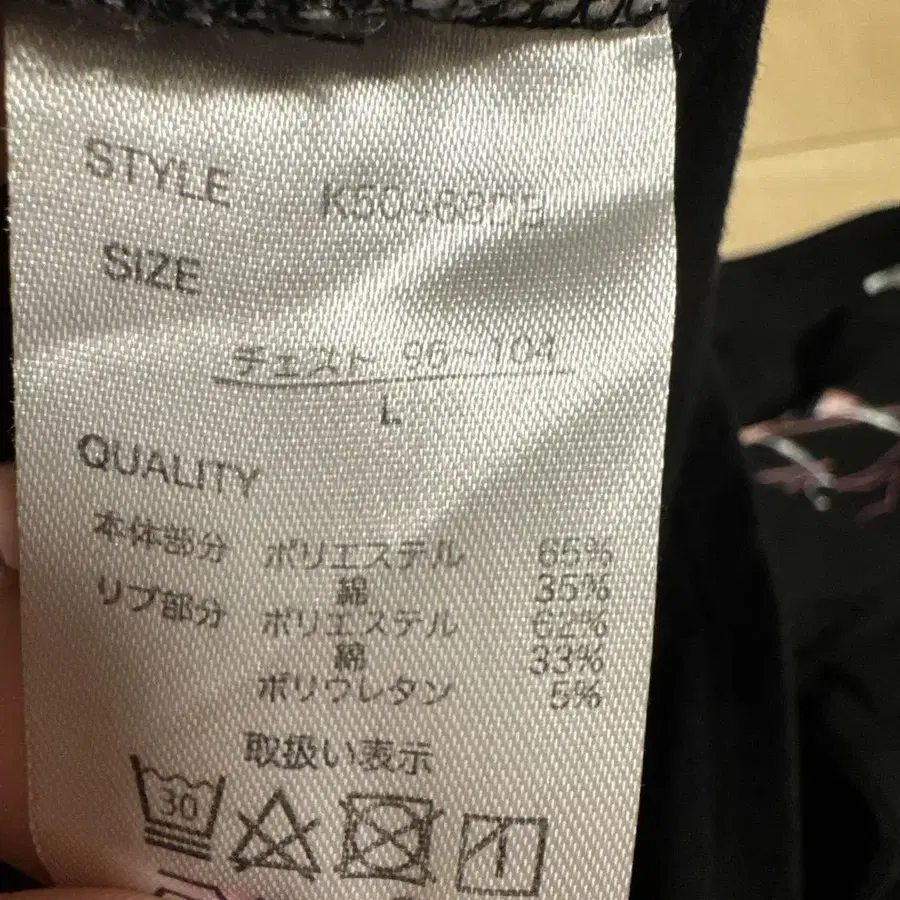 STYLE
SIZE
チェスト 96~104
L
QUALITY
本体部分 ポリエステル 65%
綿 35%
リブ部分 ポリエステル 62%
綿 33%
ポリウレタン 5%
取扱い表示
30